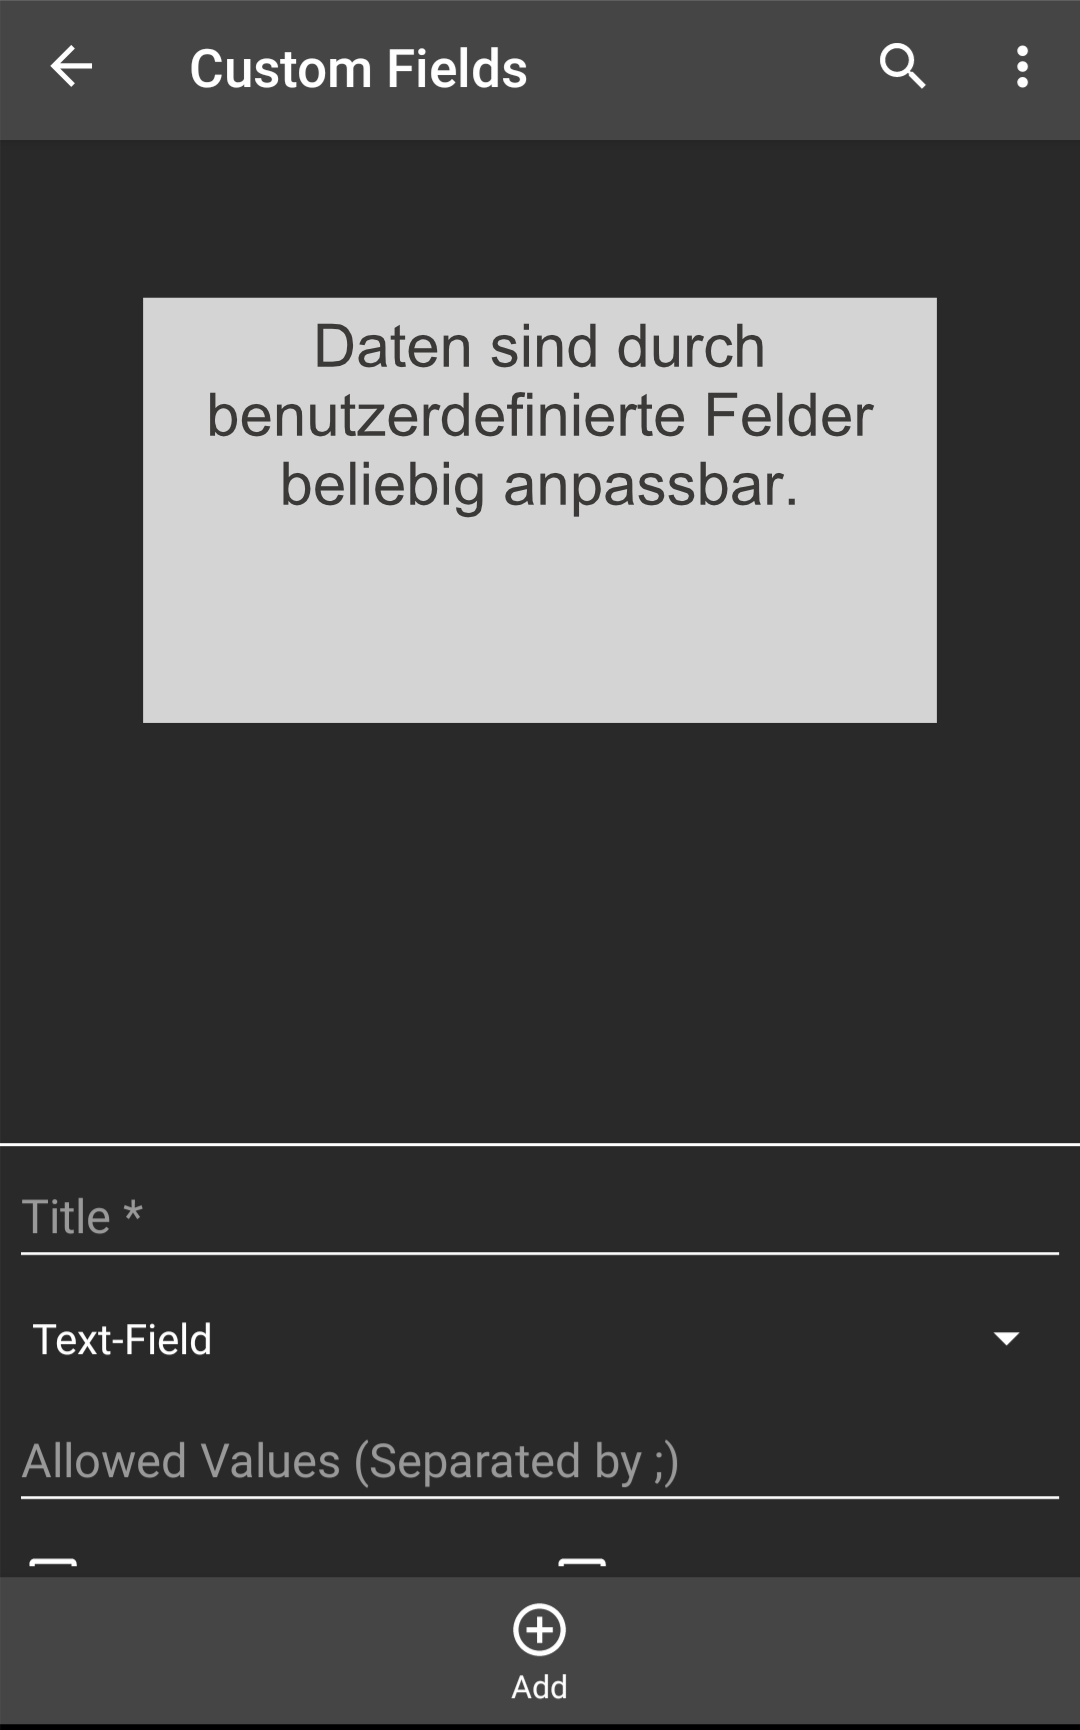 Custom Fields
Daten sind durch
benutzerdefinierte Felder
beliebig anpassbar.
Title *
Text-Field
Allowed Values (Separated by ;)
Add